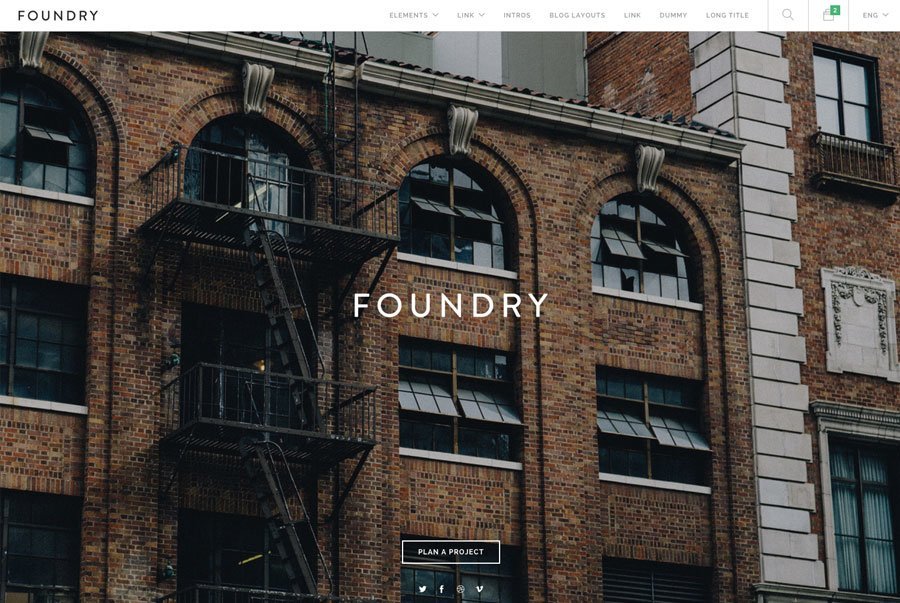 FOUNDRY ELEMENTS LINK INTROS BLOG LAYOUTS LINK DUMMY LONG TITLE 2 ENG
FOUNDRY
PLAN A PROJECT